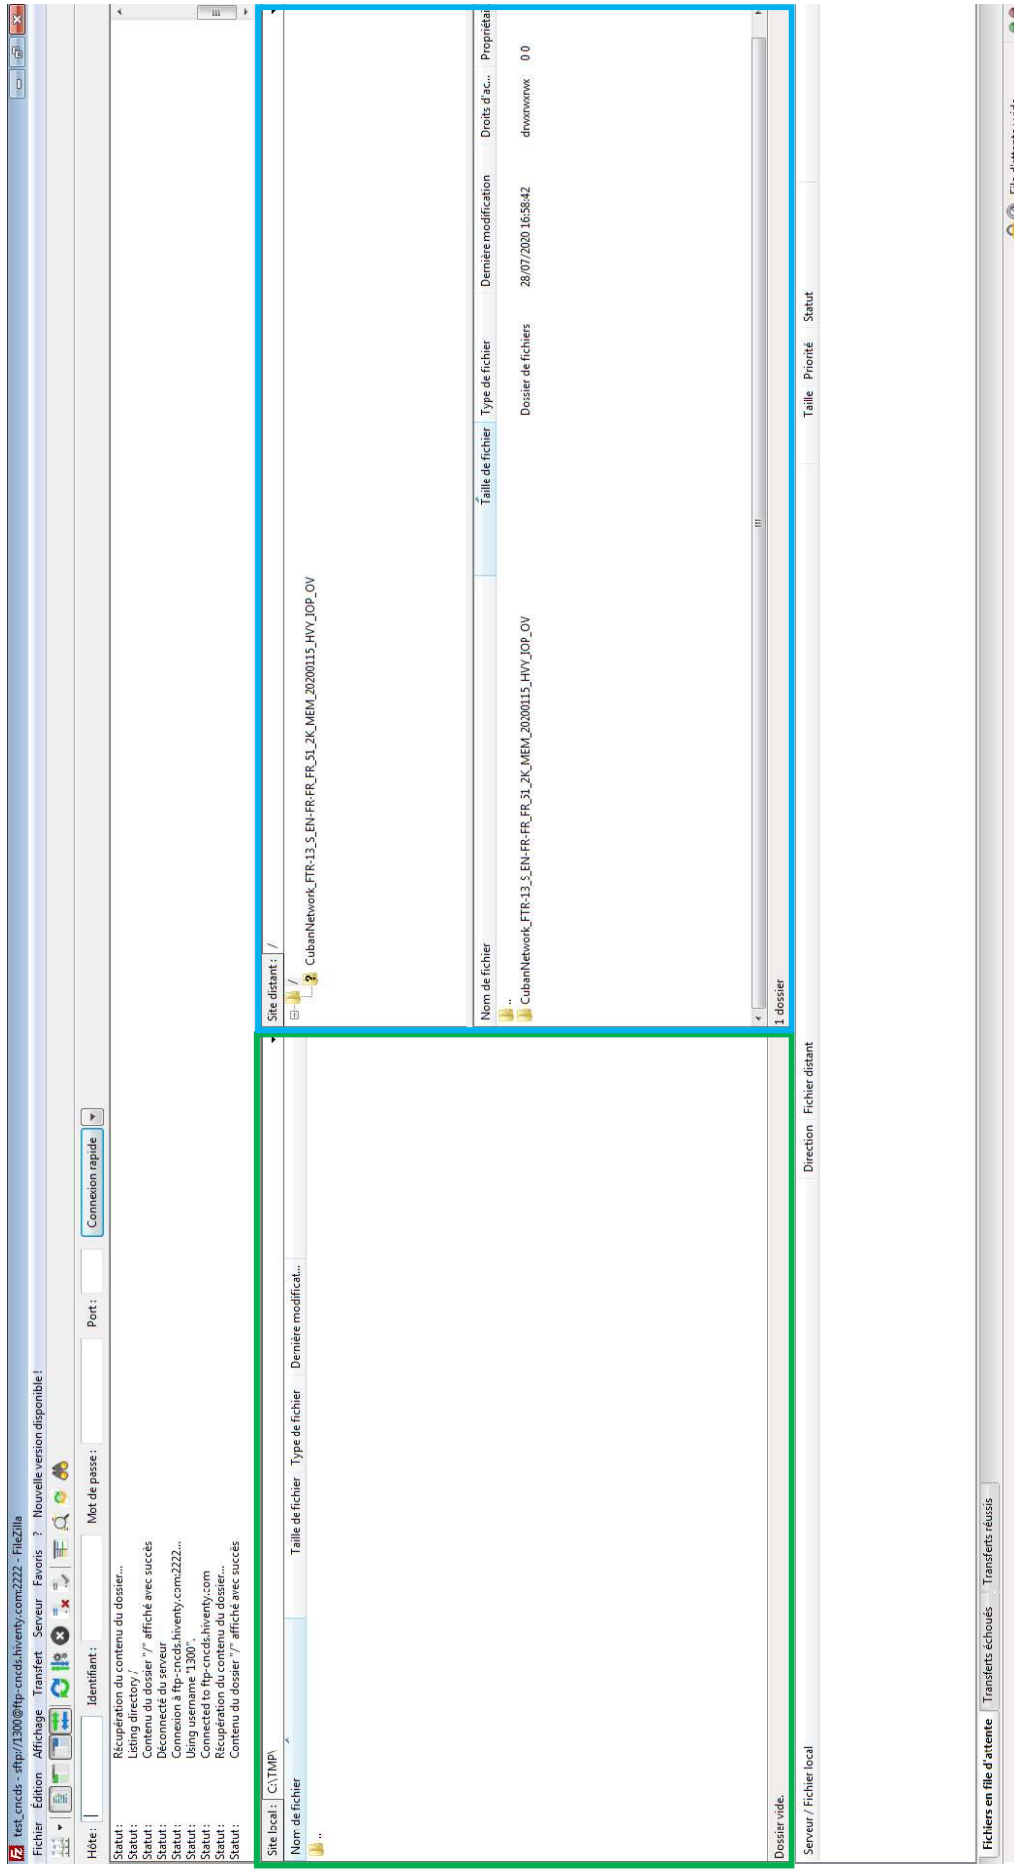 test_cncds - sftp://1300@ftp-cncds.hiventy.com:2222 - FileZilla
Fichier Édition Affichage Transfert Serveur Favoris ? Nouvelle version disponible !
Hôte : Identifiant : Mot de passe : Port : Connexion rapide
Statut : Récupération du contenu du dossier...
Statut : Listing directory /
Statut : Contenu du dossier "/" affiché avec succès
Statut : Déconnecté du serveur
Statut : Connexion à ftp-cncds.hiventy.com:2222...
Statut : Using username "1300".
Statut : Connected to ftp-cncds.hiventy.com
Statut : Récupération du contenu du dossier...
Statut : Contenu du dossier "/" affiché avec succès
Site local : C:\TMP\
Nom de fichier Taille de fichier Type de fichier Dernière modificat...
..
Dossier vide.
Site distant : /
/
CubanNetwork_FTR-13_S_EN-FR-FR_FR_51_2K_MEM_20200115_HVY_IOP_OV
Nom de fichier Taille de fichier Type de fichier Dernière modification Droits d'ac... Propriétai
..
CubanNetwork_FTR-13_S_EN-FR-FR_FR_51_2K_MEM_20200115_HVY_IOP_OV Dossier de fichiers 28/07/2020 16:58:42 drwxrwxrwx 0 0
1 dossier
Serveur / Fichier local Direction Fichier distant Taille Priorité Statut
Fichiers en file d'attente Transferts échoués Transferts réussis